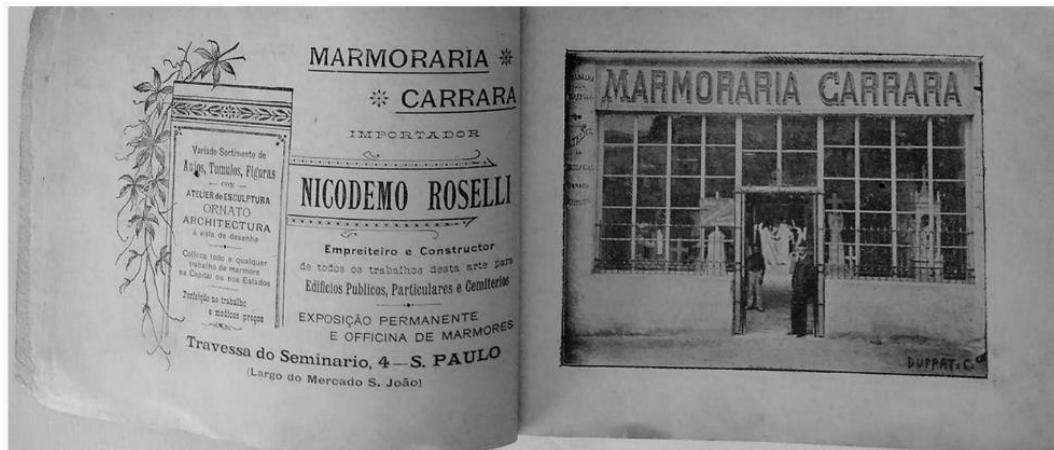 MARMORARIA
CARRARA
IMPORTADOR
NICODEMO ROSELLI
Empreiteiro e Constructor
de todos os trabalhos desta arte para
Edificios Publicos, Particulares e Cemiterios
EXPOSIÇÃO PERMANENTE
E OFFICINA DE MARMORES
Travessa do Seminario, 4 — S. PAULO
(Largo do Mercado S. João)
Variado Sortimento de
Anjos, Tumulos, Figuras
CON
ATELIER de ESCULPTURA
ORNATO
ARCHITECTURA
á vista de desenho
Colloca todo e qualquer
trabalho de marmore
na Capital ou nos Estados
Perfeição no trabalho
e modicos preços
MARMORARIA CARRARA
DUPRAT & C.